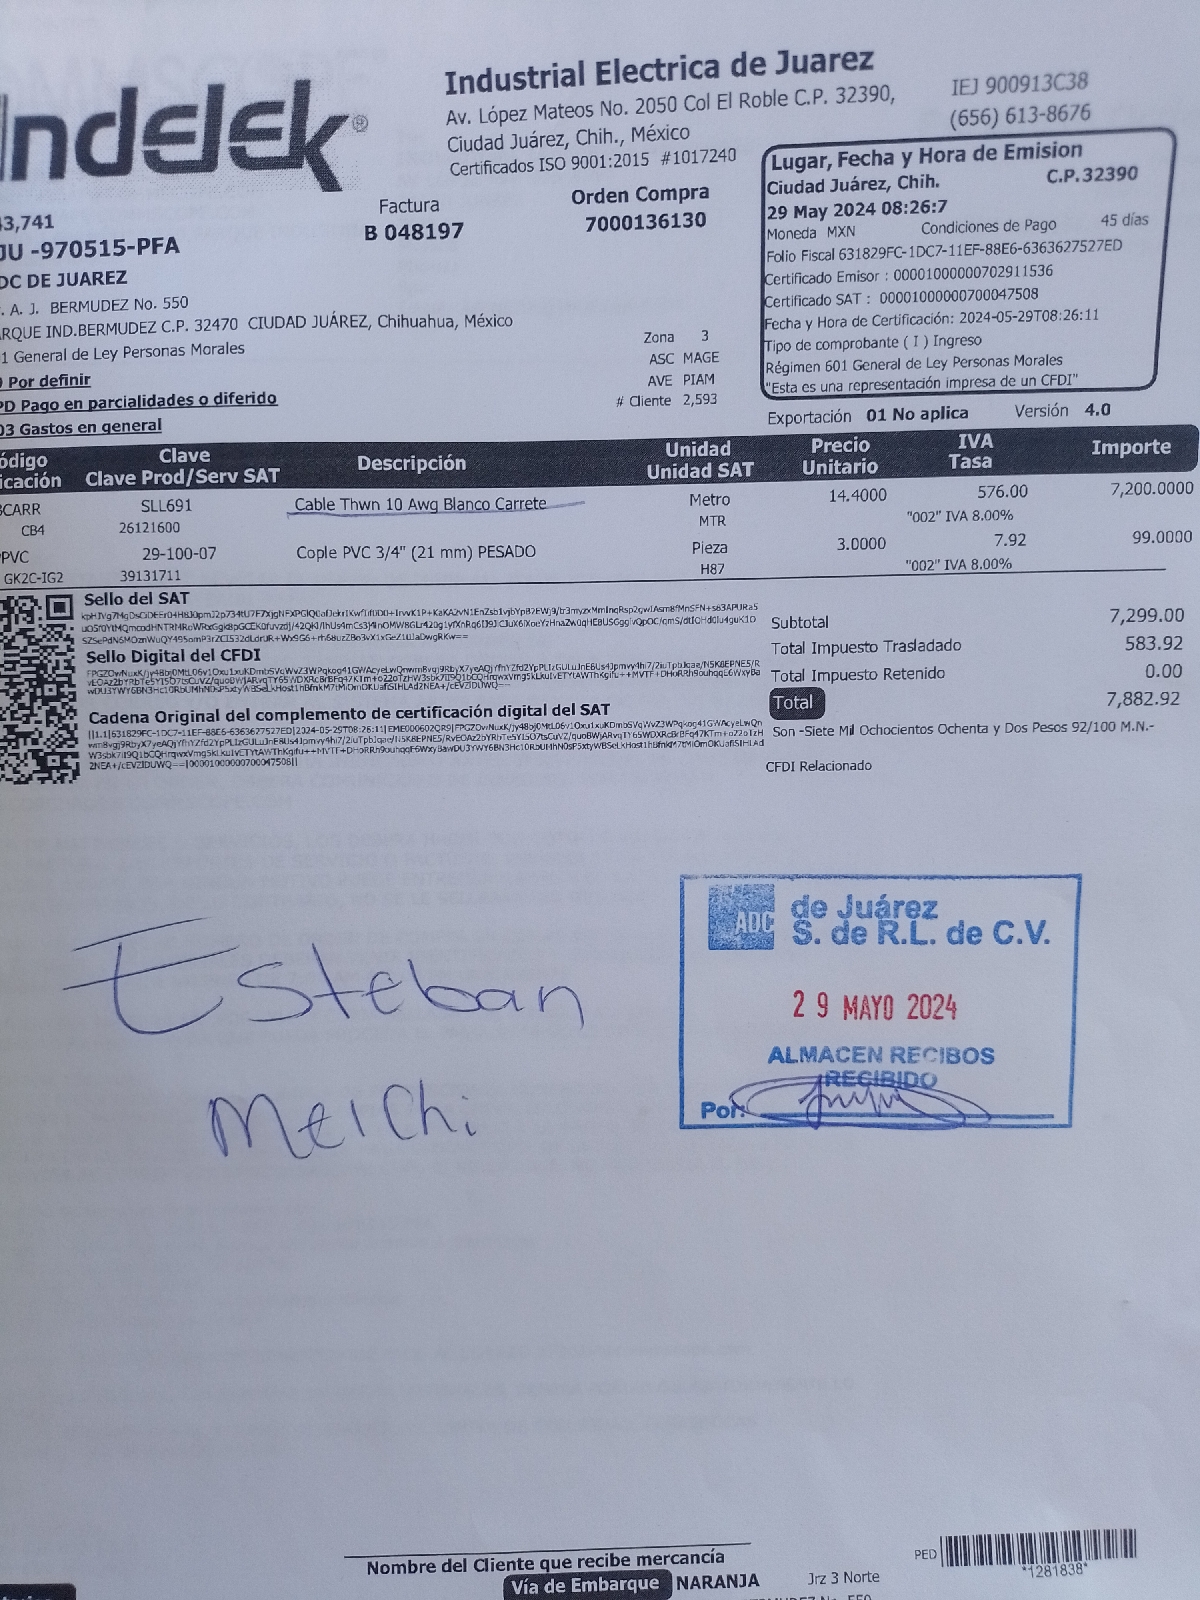 Indelek®
Industrial Electrica de Juarez
Av. López Mateos No. 2050 Col El Roble C.P. 32390,
Ciudad Juárez, Chih., México
Certificados ISO 9001:2015 #1017240
IEJ 900913C38
(656) 613-8676
Factura
B 048197
Orden Compra
7000136130
Lugar, Fecha y Hora de Emision
Ciudad Juárez, Chih. C.P.32390
29 May 2024 08:26:7
Moneda MXN Condiciones de Pago 45 días
Folio Fiscal 631829FC-1DC7-11EF-88E6-6363627527ED
Certificado Emisor : 00001000000702911536
Certificado SAT : 00001000000700047508
Fecha y Hora de Certificación: 2024-05-29T08:26:11
Tipo de comprobante ( I ) Ingreso
Régimen 601 General de Ley Personas Morales
"Esta es una representación impresa de un CFDI"
Exportación 01 No aplica Versión 4.0
43,741
JU -970515-PFA
DC DE JUAREZ
. A. J. BERMUDEZ No. 550
ARQUE IND.BERMUDEZ C.P. 32470 CIUDAD JUÁREZ, Chihuahua, México
1 General de Ley Personas Morales
Por definir
PD Pago en parcialidades o diferido
03 Gastos en general
Zona 3
ASC MAGE
AVE PIAM
# Cliente 2,593
ódigo Clave Descripción Unidad Precio IVA Importe
icación Clave Prod/Serv SAT Unidad SAT Unitario Tasa
BCARR SLL691 Cable Thwn 10 Awg Blanco Carrete Metro 14.4000 576.00 7,200.0000
CB4 26121600 MTR "002" IVA 8.00%
PVC 29-100-07 Cople PVC 3/4" (21 mm) PESADO Pieza 3.0000 7.92 99.0000
GK2C-IG2 39131711 H87 "002" IVA 8.00%
Sello del SAT
Sello Digital del CFDI
Cadena Original del complemento de certificación digital del SAT
Subtotal 7,299.00
Total Impuesto Trasladado 583.92
Total Impuesto Retenido 0.00
Total 7,882.92
Son -Siete Mil Ochocientos Ochenta y Dos Pesos 92/100 M.N.-
CFDI Relacionado
Esteban
Melchi
ADC de Juárez
S. de R.L. de C.V.
29 MAYO 2024
ALMACEN RECIBOS
RECIBIDO
Por:
Nombre del Cliente que recibe mercancía
Vía de Embarque NARANJA Jrz 3 Norte
PED
*1281838*